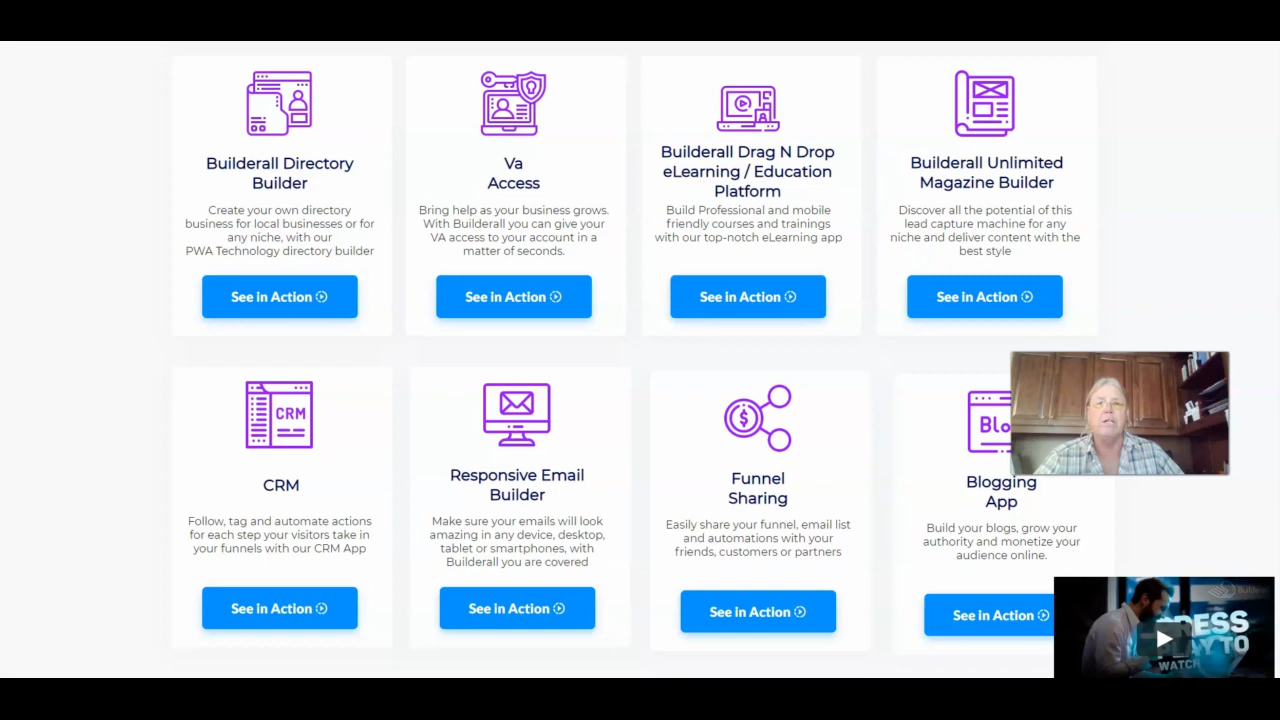 Builderall Directory
Builder
Create your own directory
business for local businesses or for
any niche, with our
PWA Technology directory builder
See in Action
Va
Access
Bring help as your business grows.
With Builderall you can give your
VA access to your account in a
matter of seconds.
See in Action
Builderall Drag N Drop
eLearning / Education
Platform
Build Professional and mobile
friendly courses and trainings
with our top-notch eLearning app
See in Action
Builderall Unlimited
Magazine Builder
Discover all the potential of this
lead capture machine for any
niche and deliver content with the
best style
See in Action
CRM
CRM
Follow, tag and automate actions
for each step your visitors take in
your funnels with our CRM App
See in Action
Responsive Email
Builder
Make sure your emails will look
amazing in any device, desktop,
tablet or smartphones, with
Builderall you are covered
See in Action
$
Funnel
Sharing
Easily share your funnel, email list
and automations with your
friends, customers or partners
See in Action
Blo
Blogging
App
Build your blogs, grow your
authority and monetize your
audience online.
See in Action
PRESS
PLAY TO
WATCH